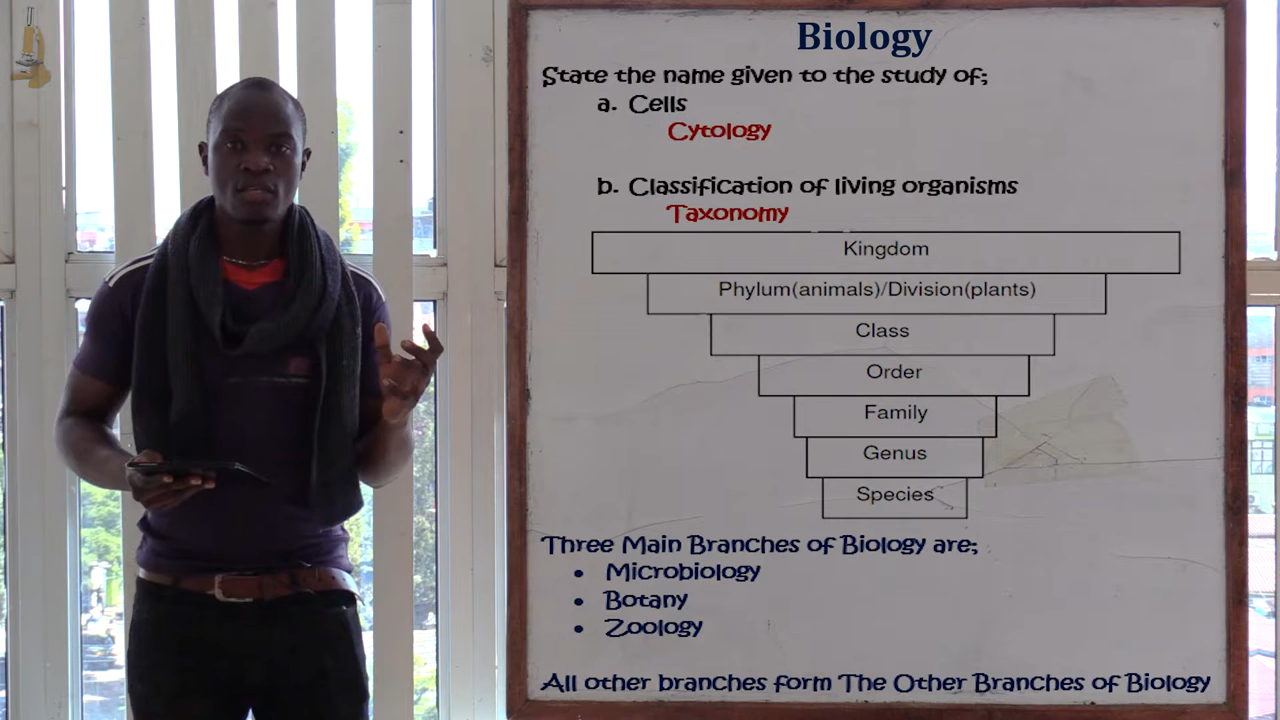 Biology
State the name given to the study of;
a. Cells
Cytology
b. Classification of living organisms
Taxonomy
Kingdom
Phylum(animals)/Division(plants)
Class
Order
Family
Genus
Species
Three Main Branches of Biology are;
• Microbiology
• Botany
• Zoology
All other branches form The Other Branches of Biology